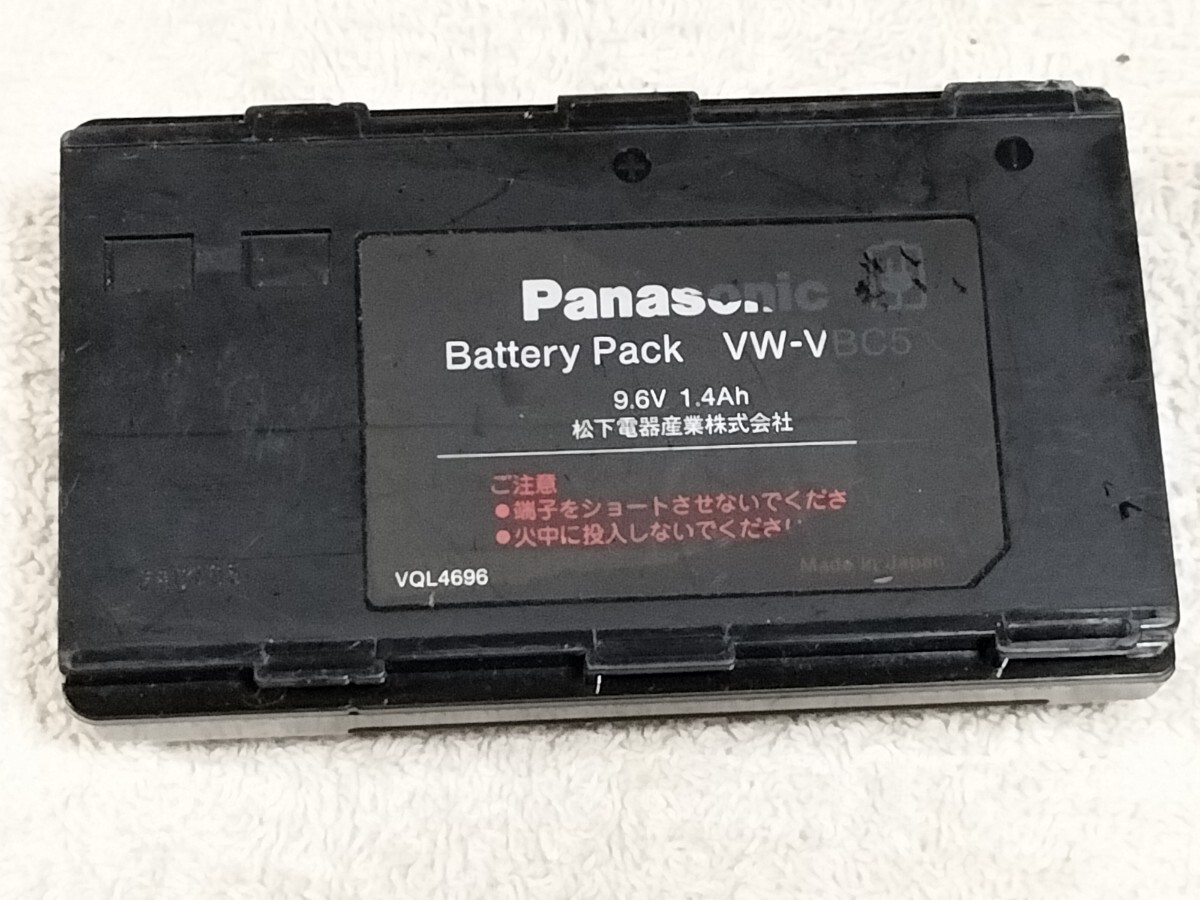 Panasonic
Battery Pack VW-VBC5
9.6V 1.4Ah
松下電器産業株式会社
ご注意
●端子をショートさせないでくださ
●火中に投入しないでくださ
VQL4696
Made in Japan